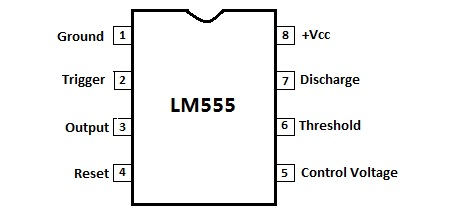 Ground 1 8 +Vcc
Trigger 2 7 Discharge
LM555
Output 3 6 Threshold
Reset 4 5 Control Voltage